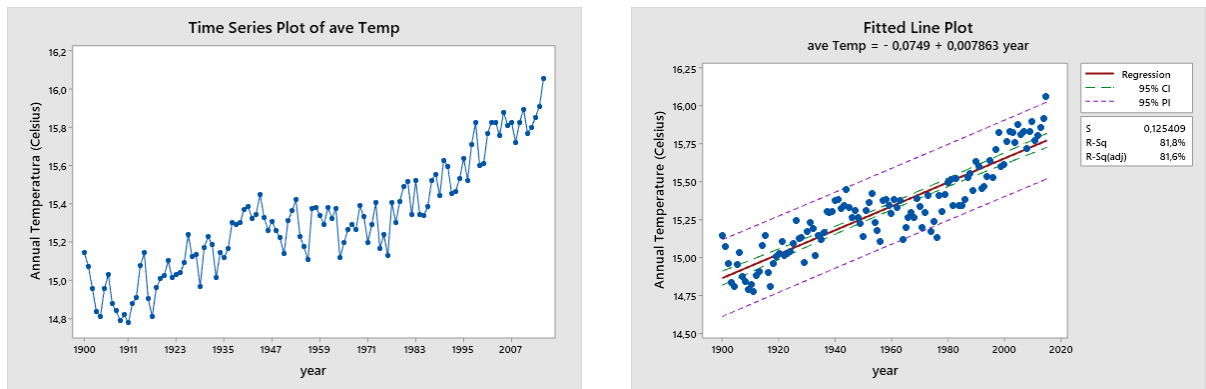 Time Series Plot of ave Temp
Annual Temperatura (Celsius)
16,2
16,0
15,8
15,6
15,4
15,2
15,0
14,8
1900 1911 1923 1935 1947 1959 1971 1983 1995 2007
year
Fitted Line Plot
ave Temp = - 0,0749 + 0,007863 year
Annual Temperature (Celsius)
16,25
16,00
15,75
15,50
15,25
15,00
14,75
14,50
1900 1920 1940 1960 1980 2000 2020
year
Regression
95% CI
95% PI
S 0,125409
R-Sq 81,8%
R-Sq(adj) 81,6%